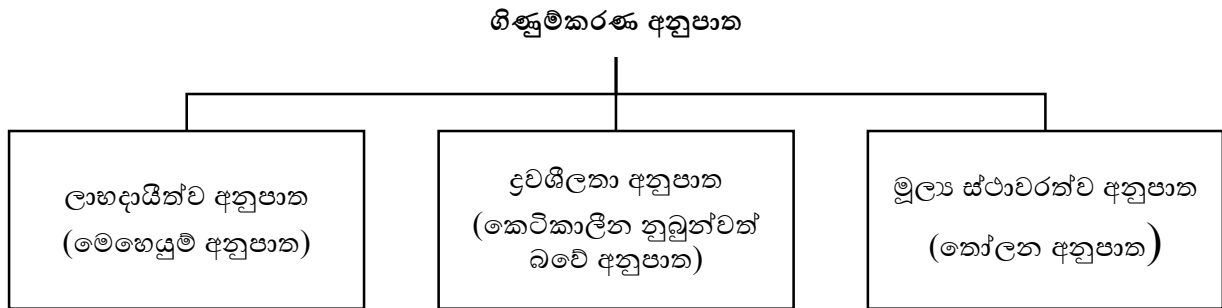 ගිණුම්කරණ අනුපාත
ලාභදායීත්ව අනුපාත
(මෙහෙයුම් අනුපාත)
ද්‍රවශීලතා අනුපාත
(කෙටිකාලීන නුබුන්වත්
බවේ අනුපාත)
මූල්‍ය ස්ථාවරත්ව අනුපාත
(තෝලන අනුපාත)